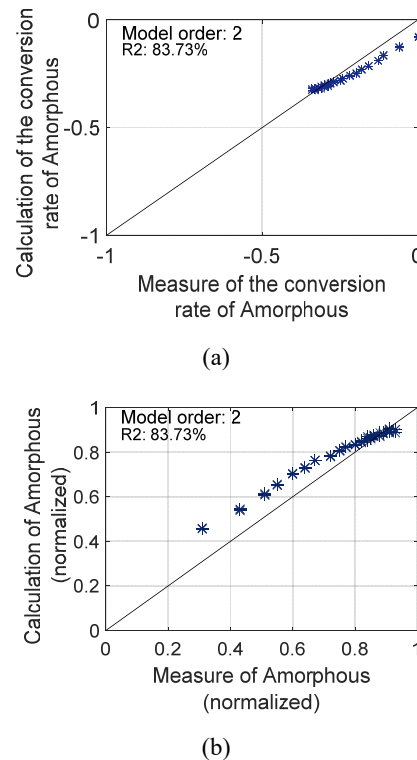 -0
Model order: 2
R2: 83.73%
-0.5
-1
-1
-0.5
0
Calculation of the conversion
rate of Amorphous
Measure of the conversion
rate of Amorphous
(a)
1
Model order: 2
R2: 83.73%
0.8
0.6
0.4
0.2
0
0
0.2
0.4
0.6
0.8
1
Calculation of Amorphous
(normalized)
Measure of Amorphous
(normalized)
(b)